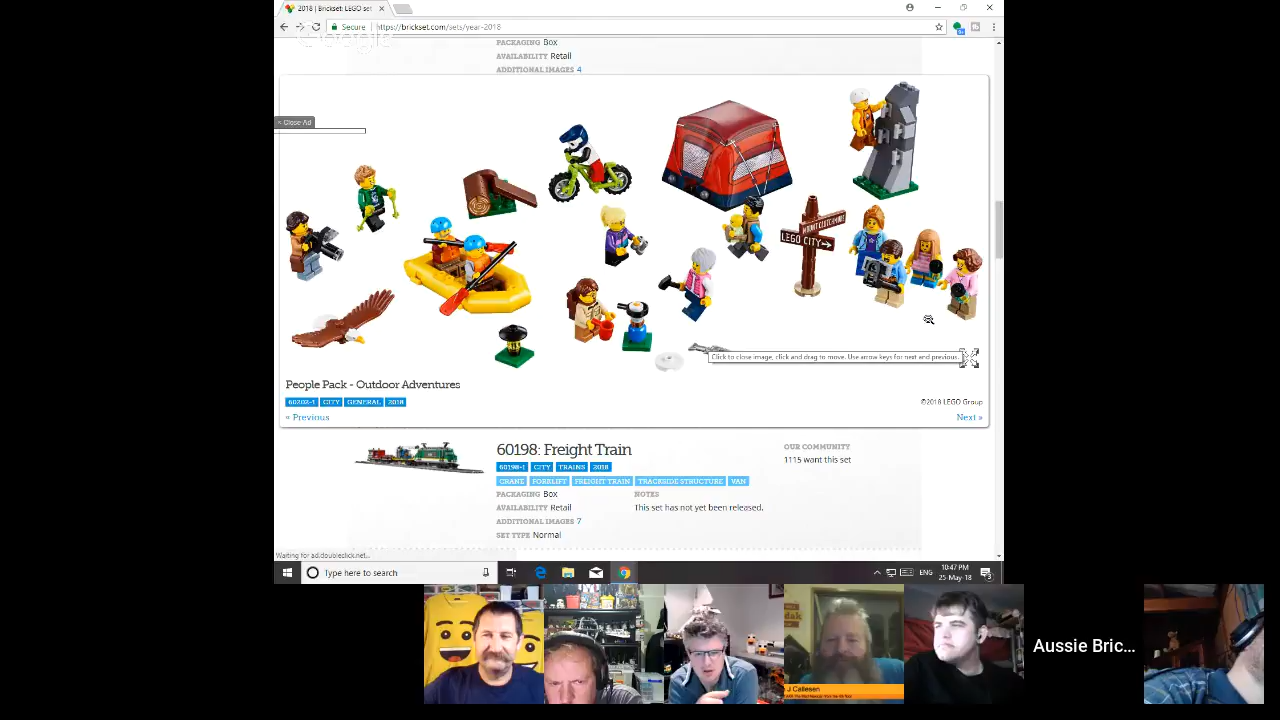 2018 | Brickset: LEGO set
Secure
https://brickset.com/sets/year-2018
Google
PACKAGING Box
AVAILABILITY Retail
ADDITIONAL IMAGES 4
< Close Ad
LEGO CITY
Click to close image, click and drag to move. Use arrow keys for next and previous.
People Pack - Outdoor Adventures
60202-1 CITY GENERAL 2018
©2018 LEGO Group
« Previous
Next »
60198: Freight Train
60198-1 CITY TRAINS 2018
CRANE FORKLIFT FREIGHT TRAIN TRACKSIDE STRUCTURE VAN
PACKAGING Box
AVAILABILITY Retail
ADDITIONAL IMAGES 7
SET TYPE Normal
NOTES
This set has not yet been released.
OUR COMMUNITY
1115 want this set
Waiting for ad.doubleclick.net...
Type here to search
ENG
10:47 PM
25-May-18
3
J Callesen
Aussie Bric...